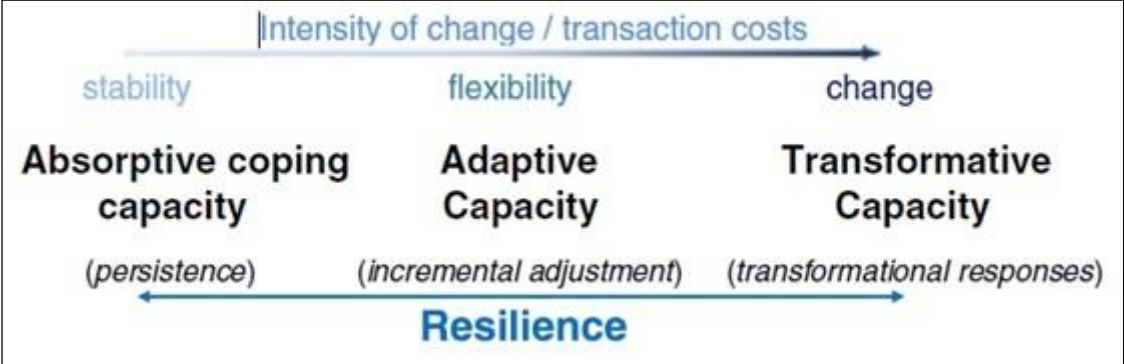 Intensity of change / transaction costs
stability flexibility change
Absorptive coping Adaptive Transformative
capacity Capacity Capacity
(persistence) (incremental adjustment) (transformational responses)
Resilience